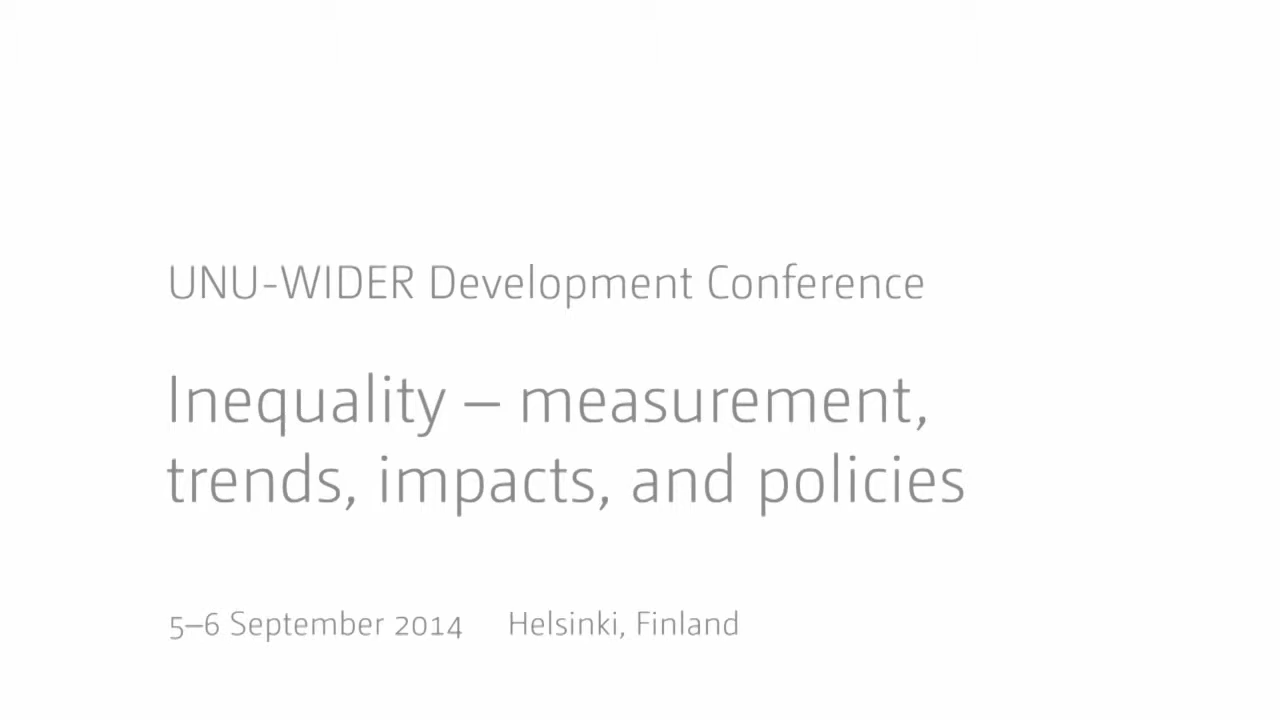 UNU-WIDER Development Conference
Inequality – measurement,
trends, impacts, and policies
5–6 September 2014 Helsinki, Finland